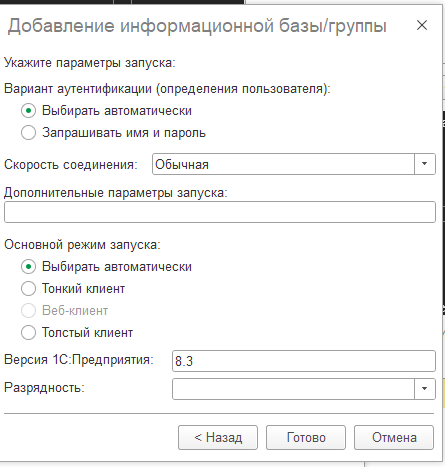 Добавление информационной базы/группы
Укажите параметры запуска:
Вариант аутентификации (определения пользователя):
Выбирать автоматически
Запрашивать имя и пароль
Скорость соединения: Обычная
Дополнительные параметры запуска:
Основной режим запуска:
Выбирать автоматически
Тонкий клиент
Веб-клиент
Толстый клиент
Версия 1С:Предприятия: 8.3
Разрядность:
< Назад Готово Отмена